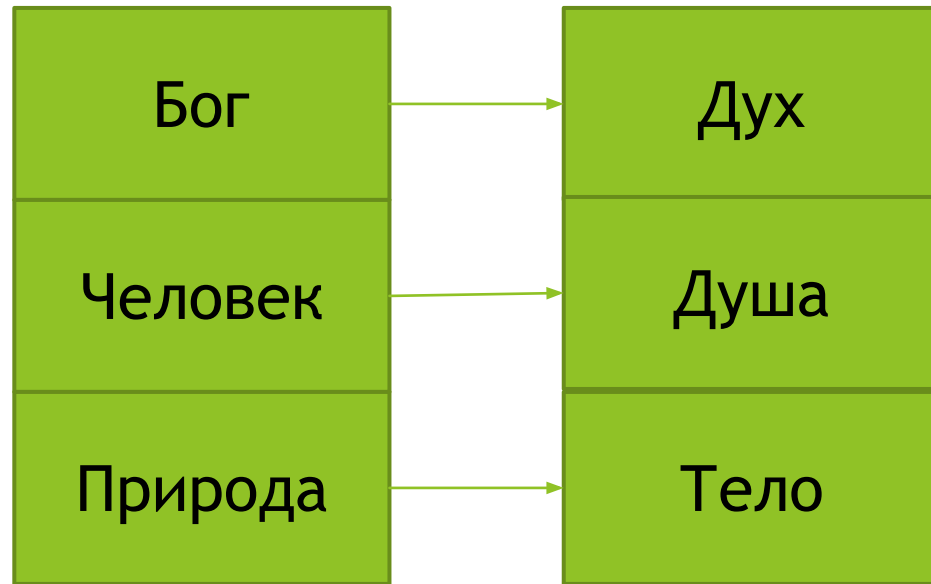 Бог
Дух
Человек
Душа
Природа
Тело